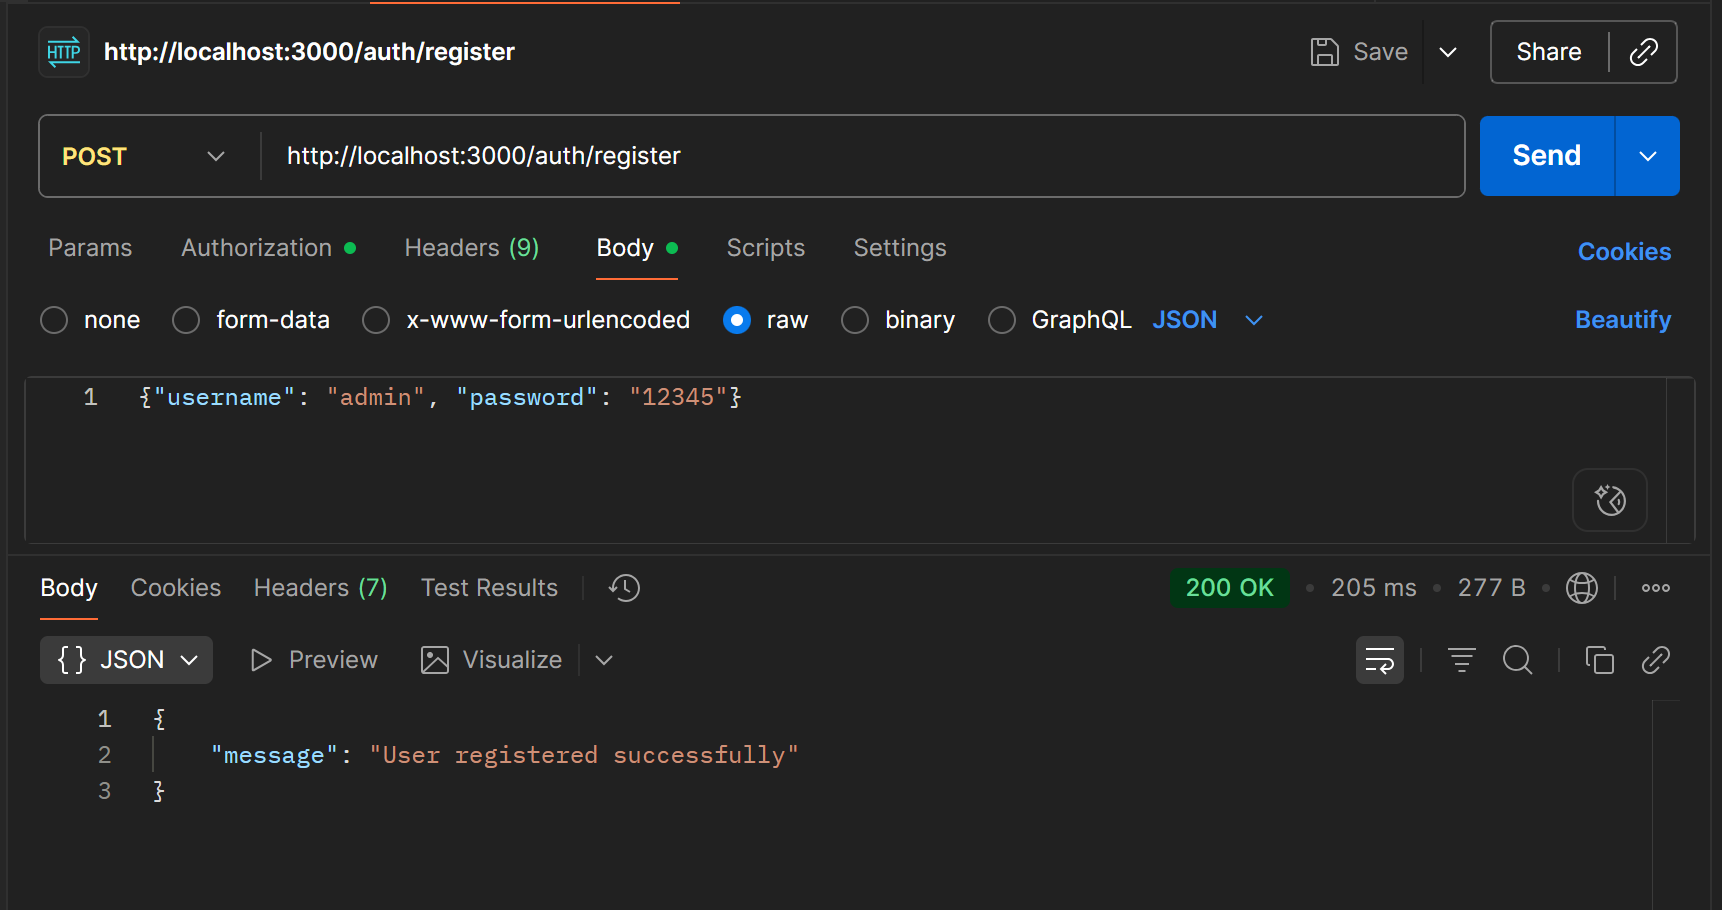 HTTP http://localhost:3000/auth/register Save Share
POST http://localhost:3000/auth/register Send
Params Authorization Headers (9) Body Scripts Settings Cookies
none form-data x-www-form-urlencoded raw binary GraphQL JSON Beautify
1 {"username": "admin", "password": "12345"}
Body Cookies Headers (7) Test Results 200 OK • 205 ms • 277 B •
{ } JSON Preview Visualize
1 {
2 "message": "User registered successfully"
3 }